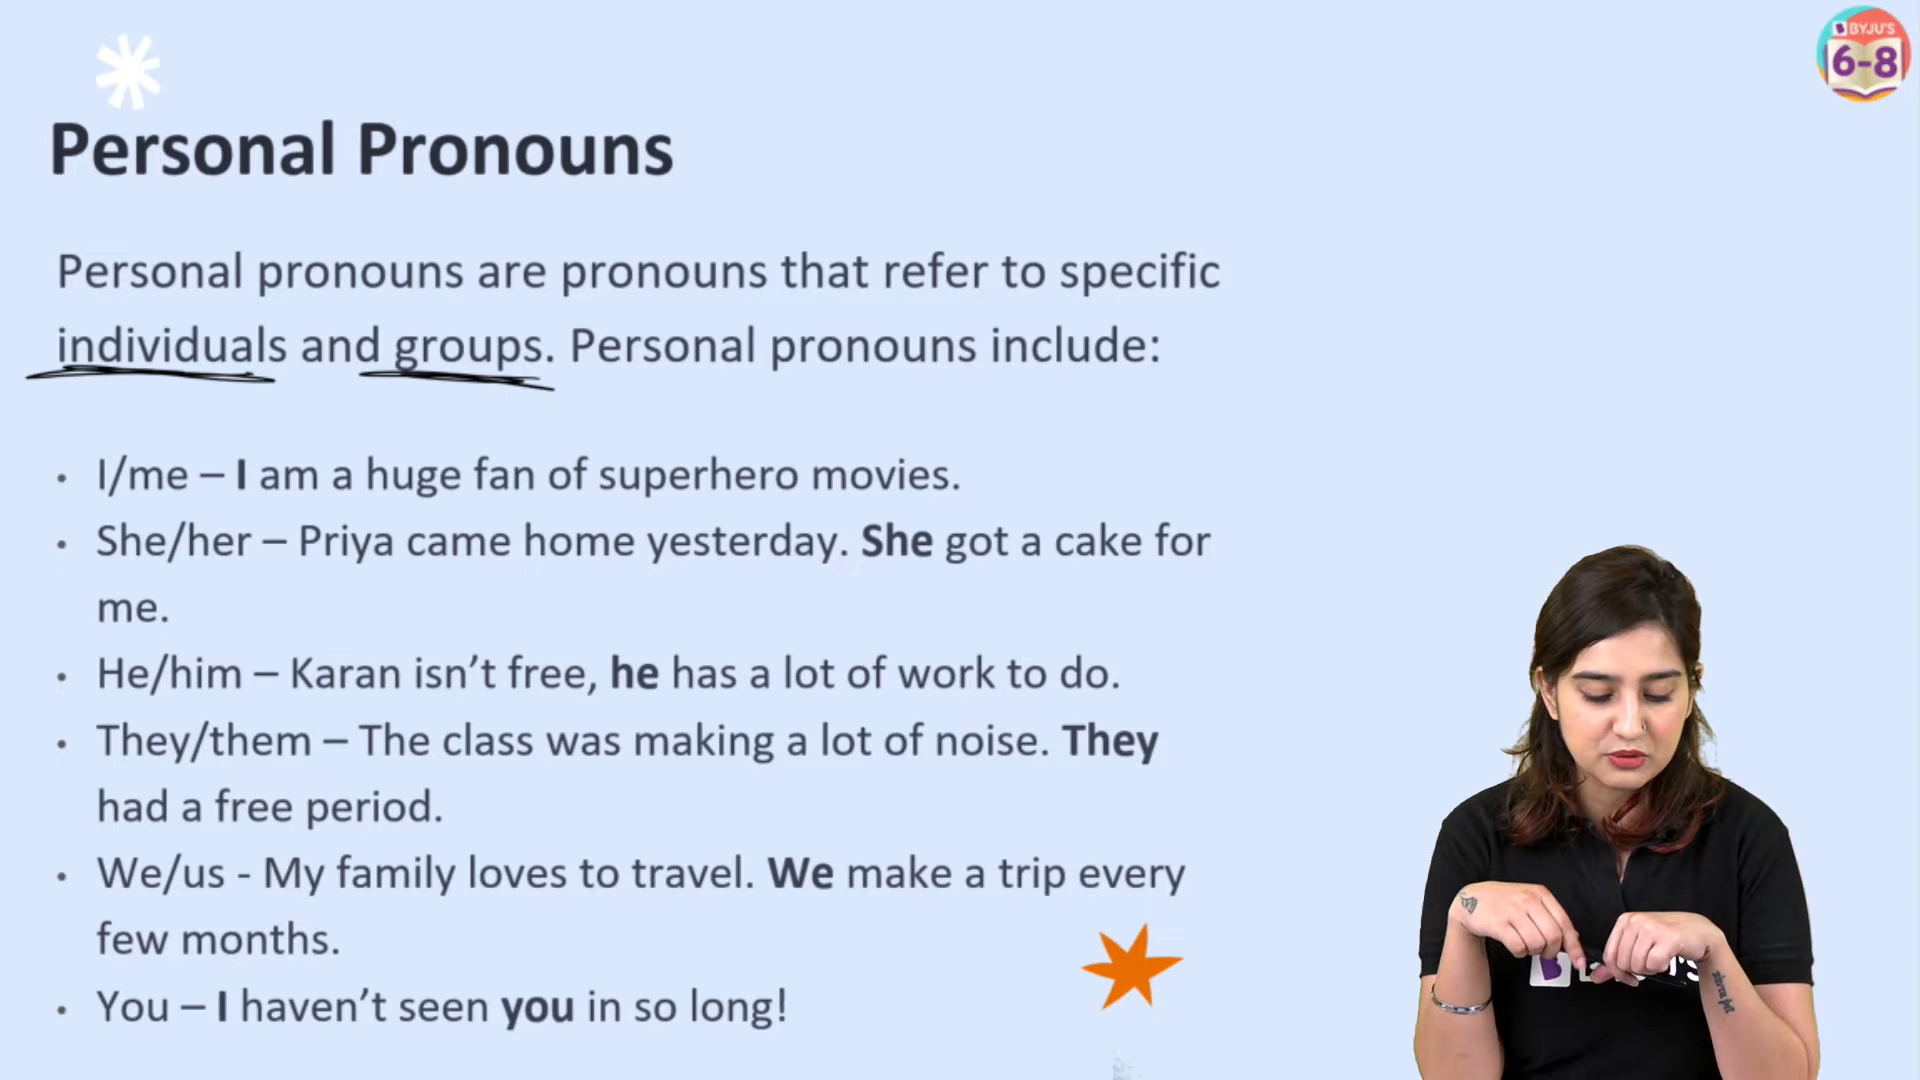 BYJU'S
6-8
Personal Pronouns
Personal pronouns are pronouns that refer to specific
individuals and groups. Personal pronouns include:
• I/me – I am a huge fan of superhero movies.
• She/her – Priya came home yesterday. She got a cake for
me.
• He/him – Karan isn't free, he has a lot of work to do.
• They/them – The class was making a lot of noise. They
had a free period.
• We/us - My family loves to travel. We make a trip every
few months.
• You – I haven't seen you in so long!